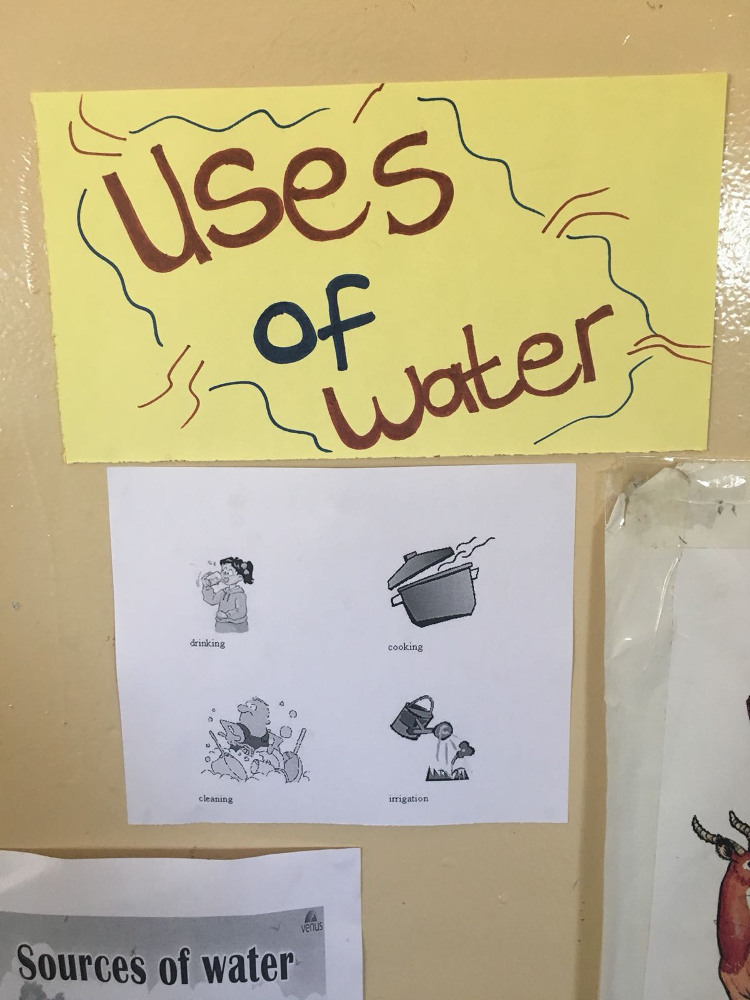 uses
of
water
drinking
cooking
cleaning
irrigation
venus
Sources of water